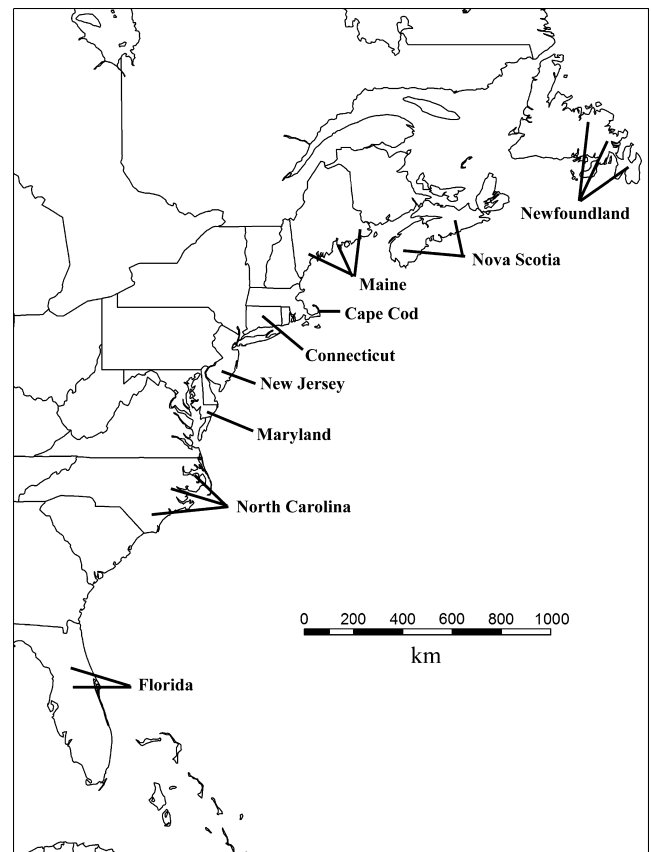 Newfoundland
Nova Scotia
Maine
Cape Cod
Connecticut
New Jersey
Maryland
North Carolina
0 200 400 600 800 1000
km
Florida